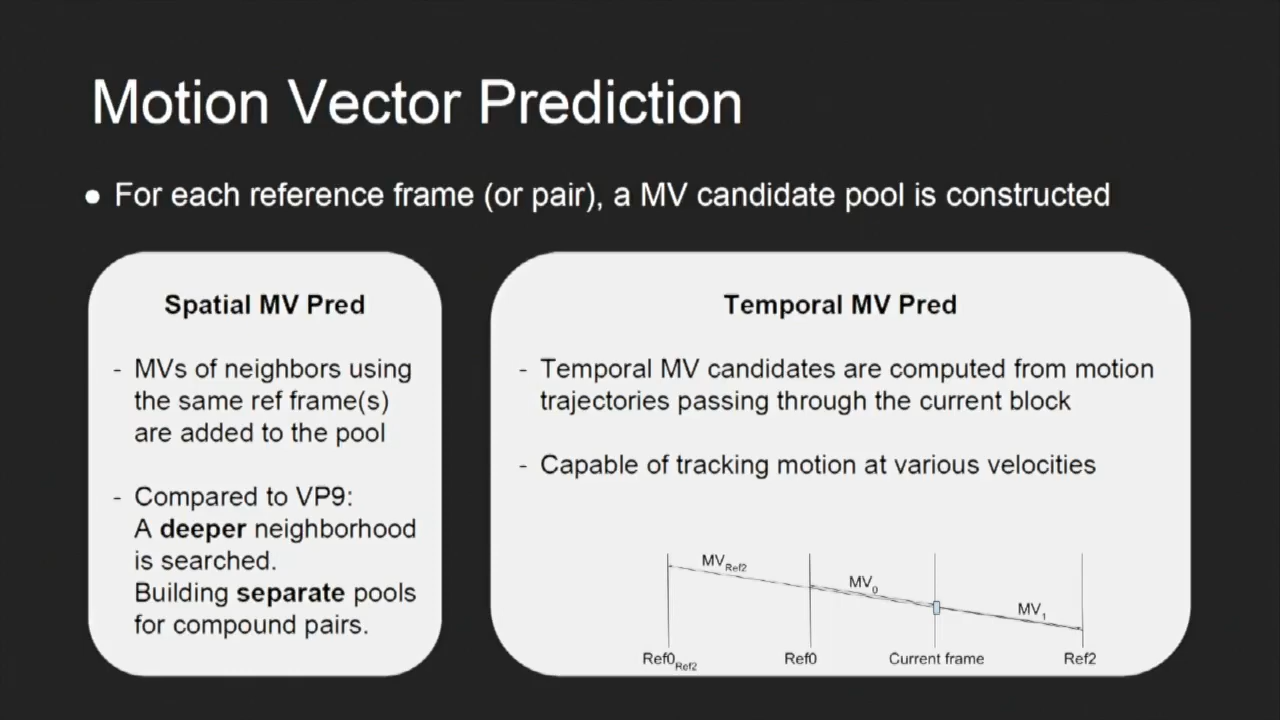 Motion Vector Prediction
● For each reference frame (or pair), a MV candidate pool is constructed
Spatial MV Pred
- MVs of neighbors using
the same ref frame(s)
are added to the pool
- Compared to VP9:
A deeper neighborhood
is searched.
Building separate pools
for compound pairs.
Temporal MV Pred
- Temporal MV candidates are computed from motion
trajectories passing through the current block
- Capable of tracking motion at various velocities
MVRef2
MV0
MV1
Ref0Ref2
Ref0
Current frame
Ref2